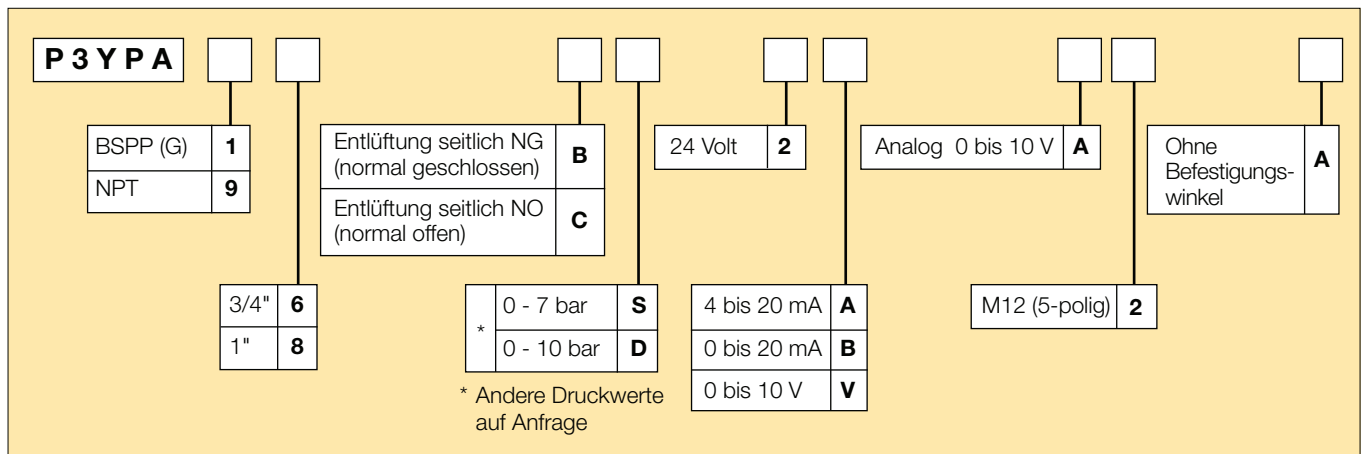 P3YPA
BSPP (G) 1
NPT 9
Entlüftung seitlich NG
(normal geschlossen) B
Entlüftung seitlich NO
(normal offen) C
24 Volt 2
Analog 0 bis 10 V A
Ohne
Befestigungs-
winkel A
3/4" 6
1" 8
* 0 - 7 bar S
0 - 10 bar D
* Andere Druckwerte
auf Anfrage
4 bis 20 mA A
0 bis 20 mA B
0 bis 10 V V
M12 (5-polig) 2